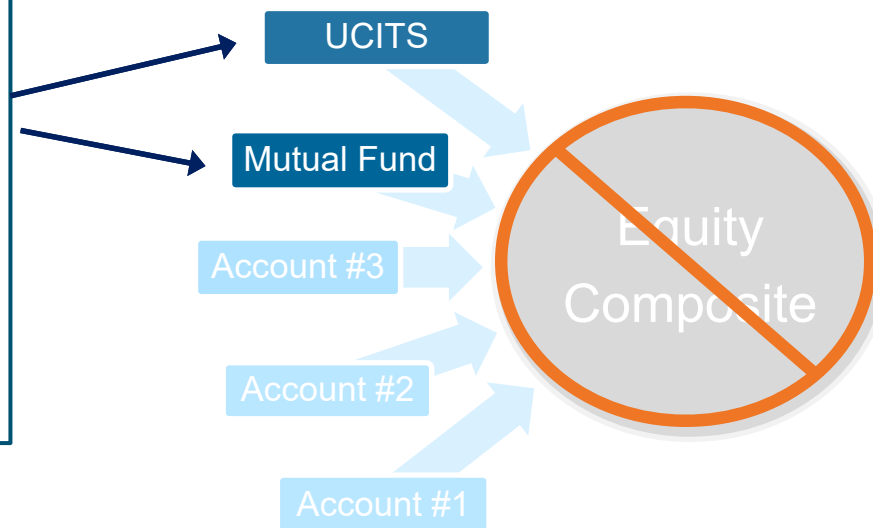 UCITS
Mutual Fund
Account #3
Account #2
Account #1
Equity
Composite